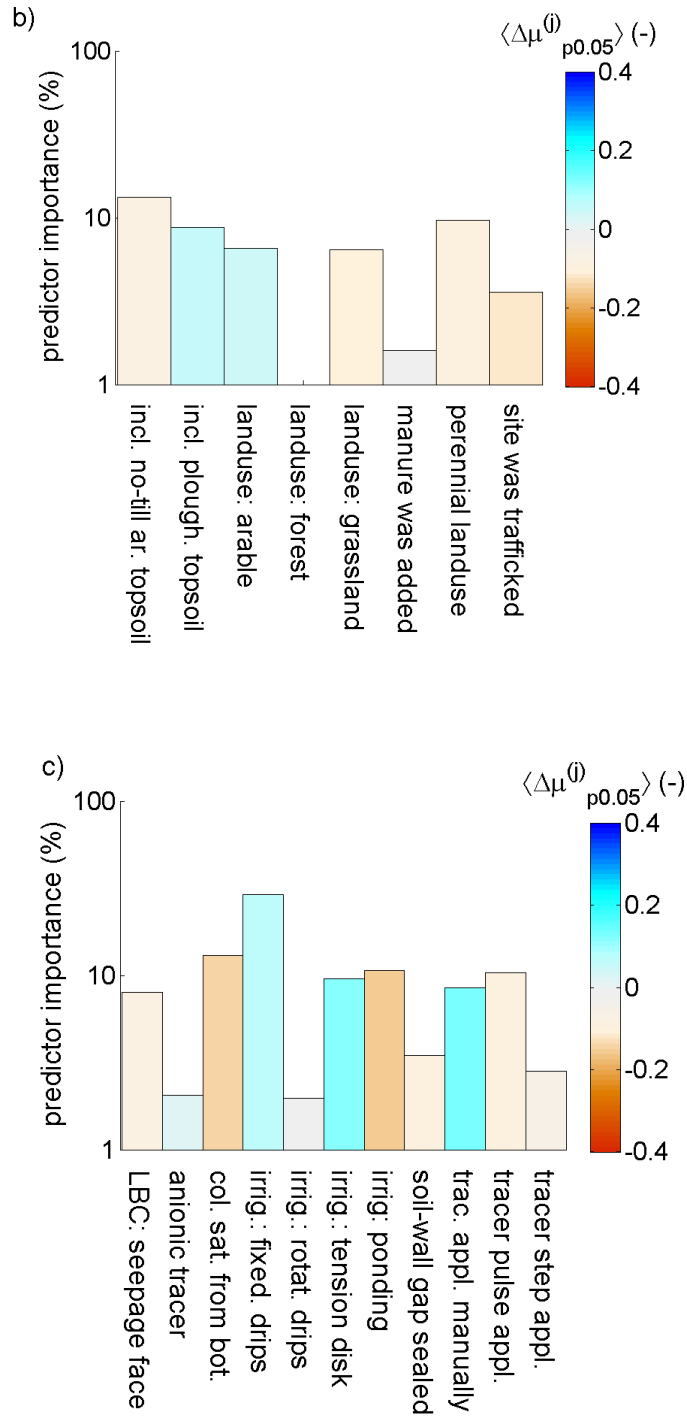 b)
⟨Δμ^(j)_p0.05⟩ (-)
predictor importance (%)
100
10
1
0.4
0.2
0
-0.2
-0.4
incl. no-till ar. topsoil
incl. plough. topsoil
landuse: arable
landuse: forest
landuse: grassland
manure was added
perennial landuse
site was trafficked
c)
⟨Δμ^(j)_p0.05⟩ (-)
predictor importance (%)
100
10
1
0.4
0.2
0
-0.2
-0.4
LBC: seepage face
anionic tracer
col. sat. from bot.
irrig.: fixed. drips
irrig.: rotat. drips
irrig.: tension disk
irrig: ponding
soil-wall gap sealed
trac. appl. manually
tracer pulse appl.
tracer step appl.